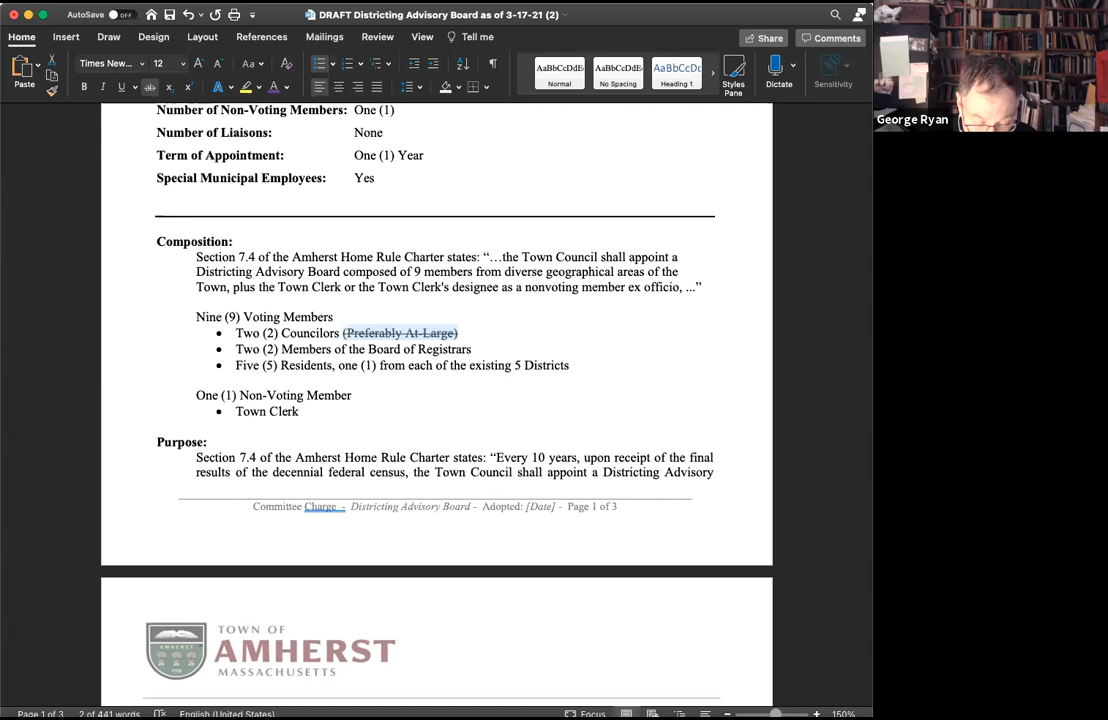 AutoSave OFF DRAFT Districting Advisory Board as of 3-17-21 (2)
Home Insert Draw Design Layout References Mailings Review View Tell me Share Comments
Paste Times New... 12 Aa AaBbCcDdE AaBbCcDdE AaBbCcDc Styles Pane Dictate Sensitivity
Normal No Spacing Heading 1
George Ryan
Number of Non-Voting Members: One (1)
Number of Liaisons: None
Term of Appointment: One (1) Year
Special Municipal Employees: Yes
Composition:
Section 7.4 of the Amherst Home Rule Charter states: “…the Town Council shall appoint a
Districting Advisory Board composed of 9 members from diverse geographical areas of the
Town, plus the Town Clerk or the Town Clerk's designee as a nonvoting member ex officio, ...”
Nine (9) Voting Members
• Two (2) Councilors (Preferably At-Large)
• Two (2) Members of the Board of Registrars
• Five (5) Residents, one (1) from each of the existing 5 Districts
One (1) Non-Voting Member
• Town Clerk
Purpose:
Section 7.4 of the Amherst Home Rule Charter states: “Every 10 years, upon receipt of the final
results of the decennial federal census, the Town Council shall appoint a Districting Advisory
Committee Charge - Districting Advisory Board - Adopted: [Date] - Page 1 of 3
TOWN OF
AMHERST
MASSACHUSETTS
Page 1 of 3 2 of 441 words English (United States) Focus 150%